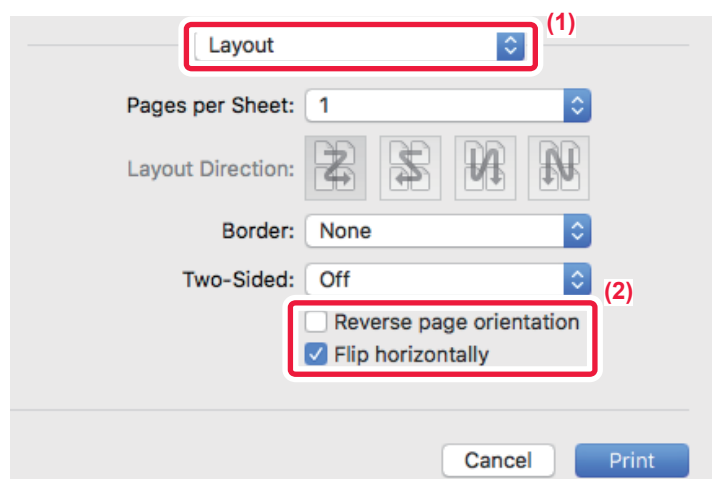 (1)
Layout
Pages per Sheet: 1
Layout Direction:
Border: None
Two-Sided: Off
(2)
Reverse page orientation
Flip horizontally
Cancel Print